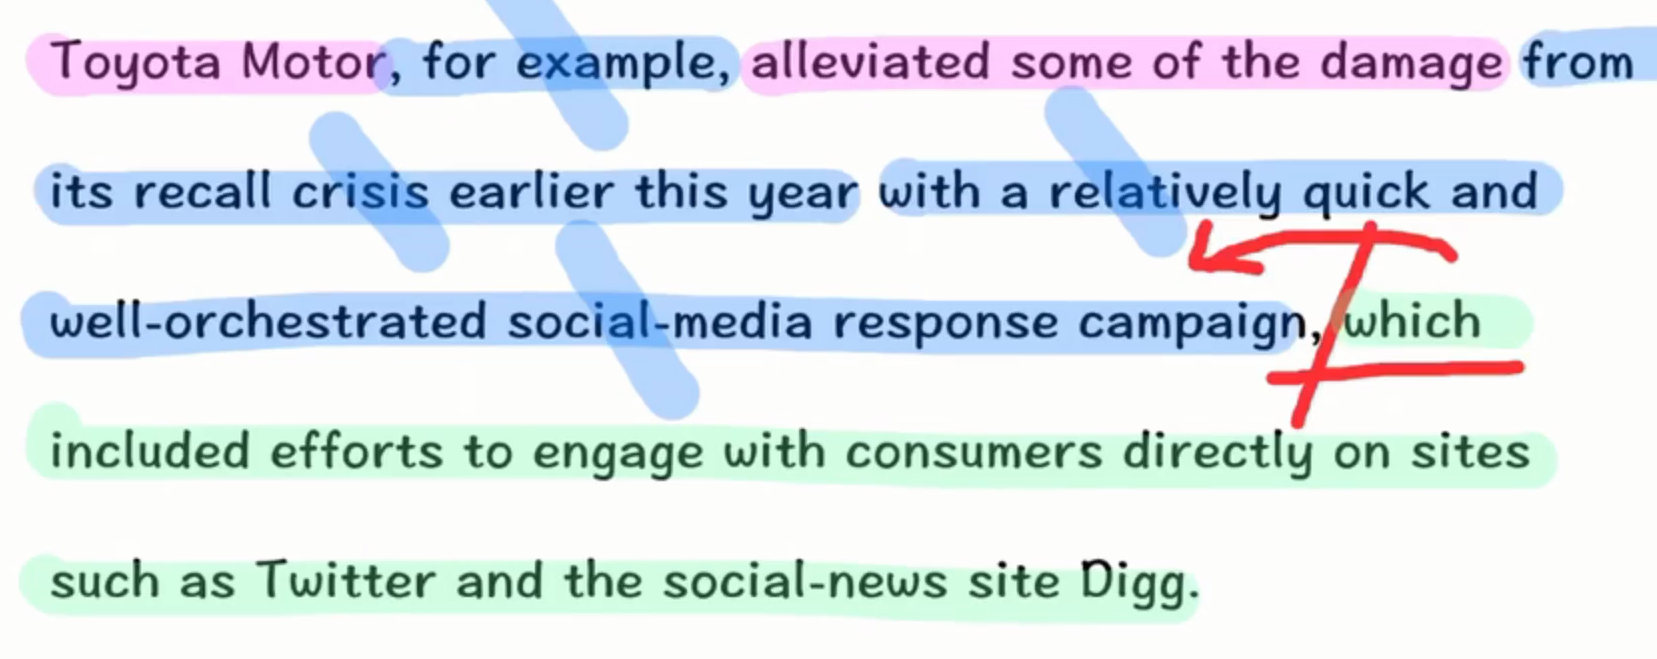 Toyota Motor, for example, alleviated some of the damage from
its recall crisis earlier this year with a relatively quick and
well-orchestrated social-media response campaign, which
included efforts to engage with consumers directly on sites
such as Twitter and the social-news site Digg.